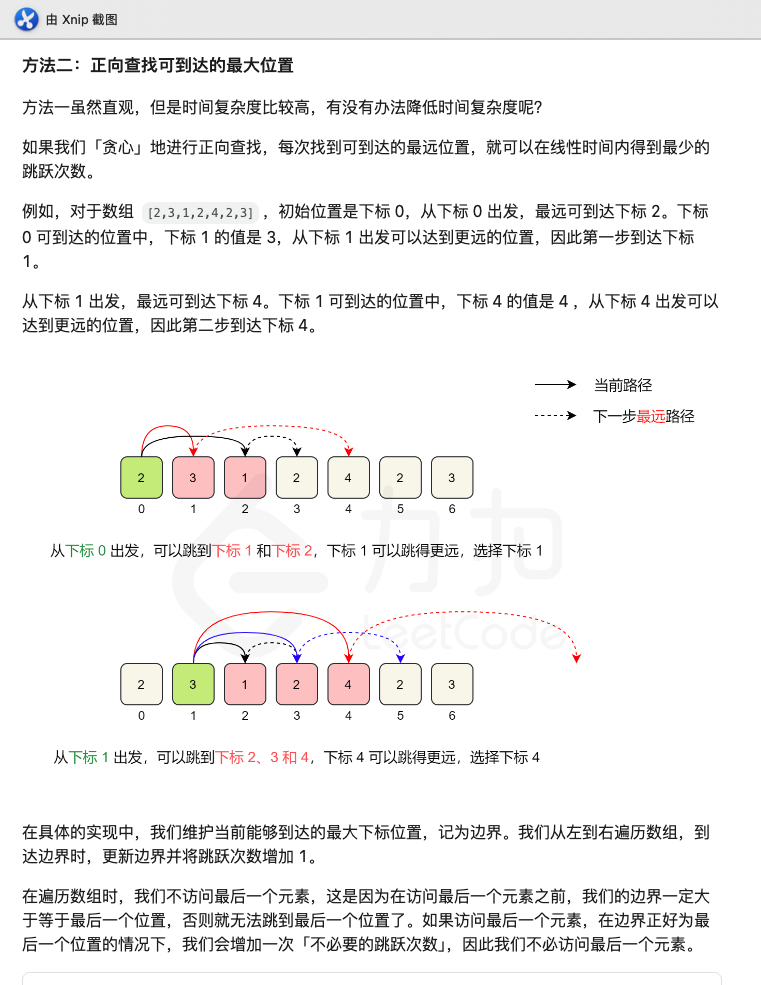 由 Xnip 截图
方法二：正向查找可到达的最大位置
方法一虽然直观，但是时间复杂度比较高，有没有办法降低时间复杂度呢？
如果我们「贪心」地进行正向查找，每次找到可到达的最远位置，就可以在线性时间内得到最少的
跳跃次数。
例如，对于数组 [2,3,1,2,4,2,3] ，初始位置是下标 0，从下标 0 出发，最远可到达下标 2。下标
0 可到达的位置中，下标 1 的值是 3，从下标 1 出发可以达到更远的位置，因此第一步到达下标
1。
从下标 1 出发，最远可到达下标 4。下标 1 可到达的位置中，下标 4 的值是 4 ，从下标 4 出发可以
达到更远的位置，因此第二步到达下标 4。
当前路径
下一步最远路径
2 3 1 2 4 2 3
0 1 2 3 4 5 6
从下标 0 出发，可以跳到下标 1 和下标 2，下标 1 可以跳得更远，选择下标 1
力扣
LeetCode
2 3 1 2 4 2 3
0 1 2 3 4 5 6
从下标 1 出发，可以跳到下标 2、3 和 4，下标 4 可以跳得更远，选择下标 4
在具体的实现中，我们维护当前能够到达的最大下标位置，记为边界。我们从左到右遍历数组，到
达边界时，更新边界并将跳跃次数增加 1。
在遍历数组时，我们不访问最后一个元素，这是因为在访问最后一个元素之前，我们的边界一定大
于等于最后一个位置，否则就无法跳到最后一个位置了。如果访问最后一个元素，在边界正好为最
后一个位置的情况下，我们会增加一次「不必要的跳跃次数」，因此我们不必访问最后一个元素。